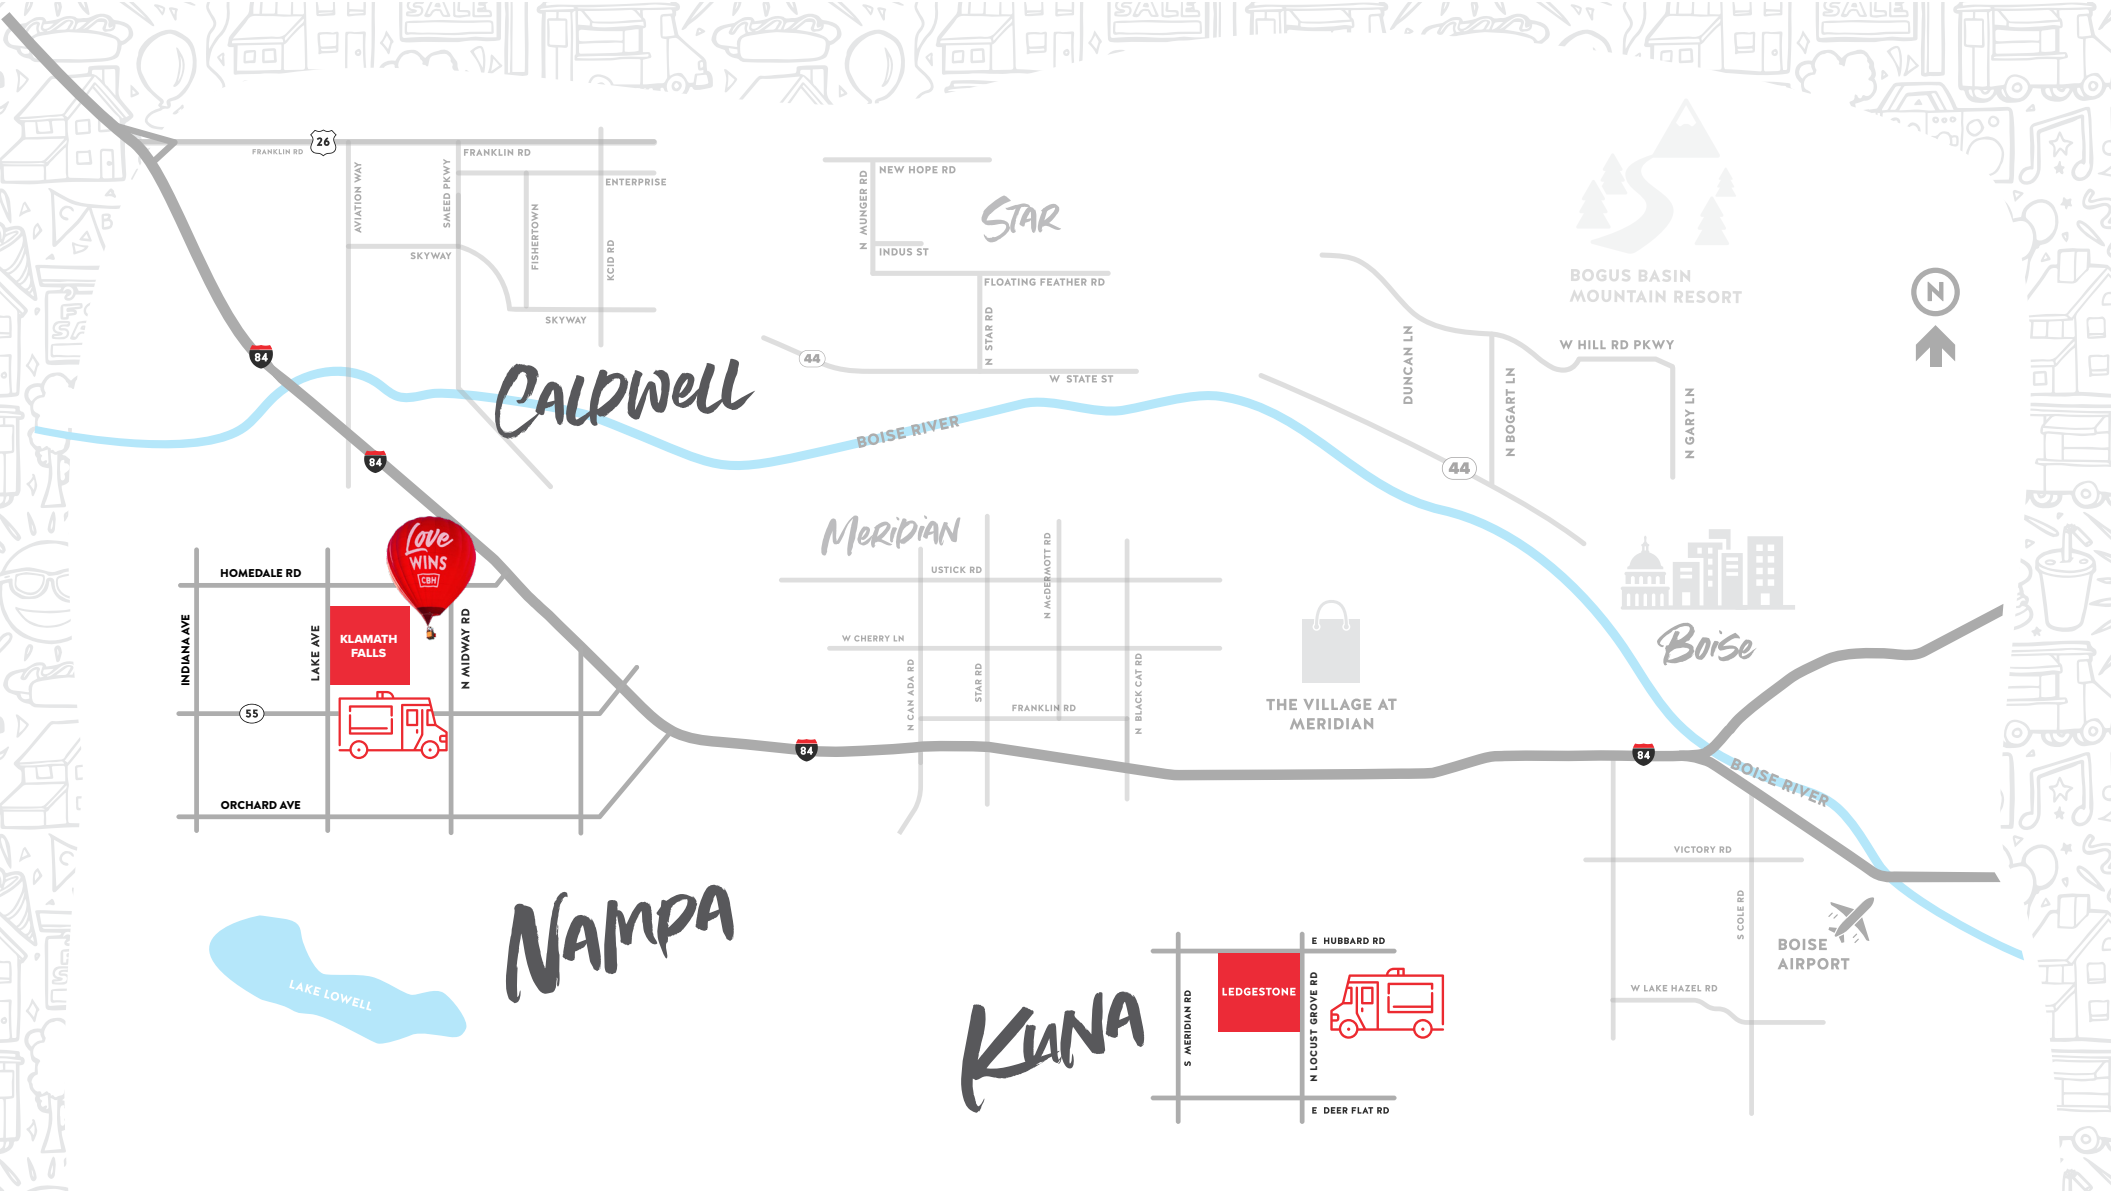 SALE
SALE
26
FRANKLIN RD
FRANKLIN RD
ENTERPRISE
AVIATION WAY
SMEED PKWY
FISHERTOWN
KCID RD
SKYWAY
SKYWAY
NEW HOPE RD
N MUNGER RD
STAR
INDUS ST
FLOATING FEATHER RD
N STAR RD
44
W STATE ST
BOGUS BASIN
MOUNTAIN RESORT
N
DUNCAN LN
W HILL RD PKWY
N BOGART LN
N GARY LN
44
84
CALDWELL
BOISE RIVER
84
LOVE
WINS
CBH
HOMEDALE RD
INDIANA AVE
LAKE AVE
KLAMATH
FALLS
N MIDWAY RD
55
ORCHARD AVE
MERIDIAN
USTICK RD
N McDERMOTT RD
W CHERRY LN
N CAN ADA RD
STAR RD
BLACK CAT RD
N
FRANKLIN RD
THE VILLAGE AT
MERIDIAN
BOISE
84
84
BOISE RIVER
VICTORY RD
S COLE RD
BOISE
AIRPORT
W LAKE HAZEL RD
NAMPA
LAKE LOWELL
KUNA
E HUBBARD RD
LEDGESTONE
S MERIDIAN RD
N LOCUST GROVE RD
E DEER FLAT RD